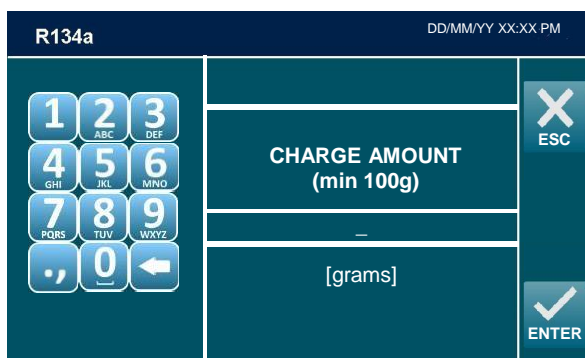 R134a
DD/MM/YY XX:XX PM
1
2 ABC
3 DEF
4 GHI
5 JKL
6 MNO
7 PQRS
8 TUV
9 WXYZ
.,
0
CHARGE AMOUNT
(min 100g)
_
[grams]
ESC
ENTER